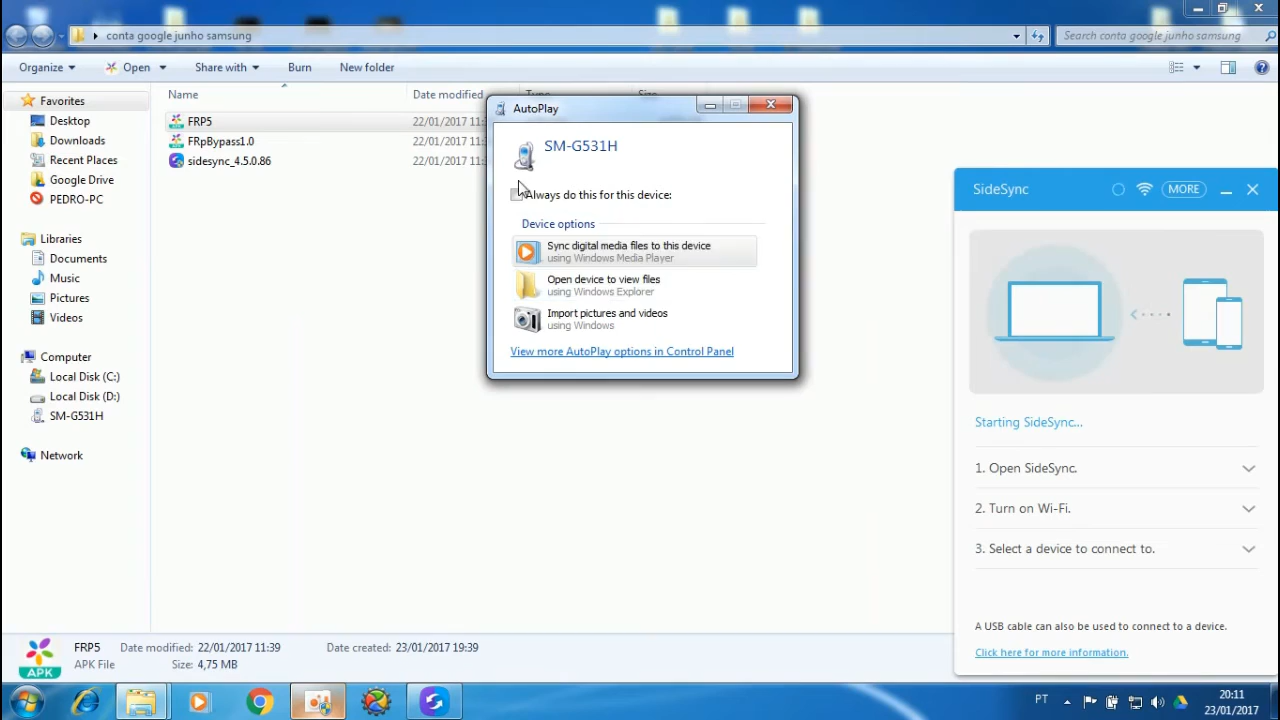 conta google junho samsung
Search conta google junho samsung
Organize
Open
Share with
Burn
New folder
Name
Date modified
Type
Size
Favorites
Desktop
Downloads
Recent Places
Google Drive
PEDRO-PC
Libraries
Documents
Music
Pictures
Videos
Computer
Local Disk (C:)
Local Disk (D:)
SM-G531H
Network
FRP5
22/01/2017 11:
FRpBypass1.0
22/01/2017 11:
sidesync_4.5.0.86
22/01/2017 11:
AutoPlay
SM-G531H
Always do this for this device:
Device options
Sync digital media files to this device
using Windows Media Player
Open device to view files
using Windows Explorer
Import pictures and videos
using Windows
View more AutoPlay options in Control Panel
SideSync
MORE
Starting SideSync...
1. Open SideSync.
2. Turn on Wi-Fi.
3. Select a device to connect to.
A USB cable can also be used to connect to a device.
Click here for more information.
APK
FRP5
Date modified: 22/01/2017 11:39
Date created: 23/01/2017 19:39
APK File
Size: 4,75 MB
PT
20:11
23/01/2017